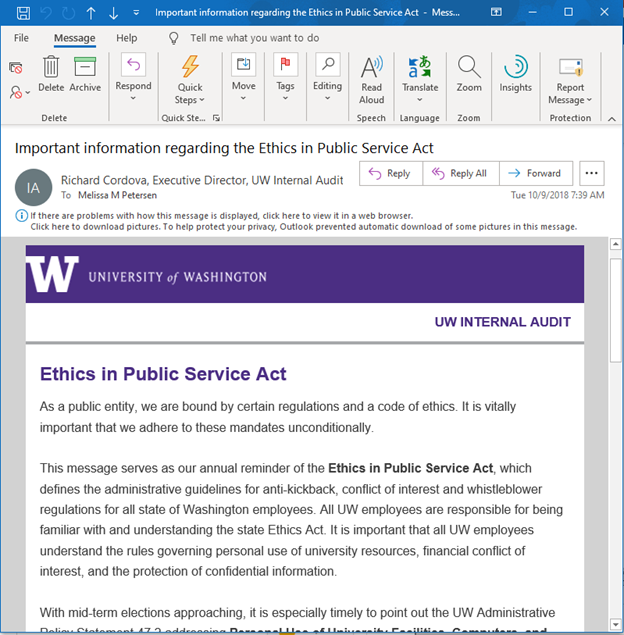 Important information regarding the Ethics in Public Service Act - Mess...
File Message Help Tell me what you want to do
Delete Archive Respond Quick Steps Move Tags Editing Read Aloud Translate Zoom Insights Report Message
Delete Quick Ste... Speech Language Zoom Protection
Important information regarding the Ethics in Public Service Act
IA
Richard Cordova, Executive Director, UW Internal Audit
Reply Reply All Forward ...
To Melissa M Petersen
Tue 10/9/2018 7:39 AM
If there are problems with how this message is displayed, click here to view it in a web browser.
Click here to download pictures. To help protect your privacy, Outlook prevented automatic download of some pictures in this message.
W UNIVERSITY of WASHINGTON
UW INTERNAL AUDIT
Ethics in Public Service Act
As a public entity, we are bound by certain regulations and a code of ethics. It is vitally
important that we adhere to these mandates unconditionally.
This message serves as our annual reminder of the Ethics in Public Service Act, which
defines the administrative guidelines for anti-kickback, conflict of interest and whistleblower
regulations for all state of Washington employees. All UW employees are responsible for being
familiar with and understanding the state Ethics Act. It is important that all UW employees
understand the rules governing personal use of university resources, financial conflict of
interest, and the protection of confidential information.
With mid-term elections approaching, it is especially timely to point out the UW Administrative
Policy Statement 47.2 addressing Personal Use of University Facilities, Computers, and